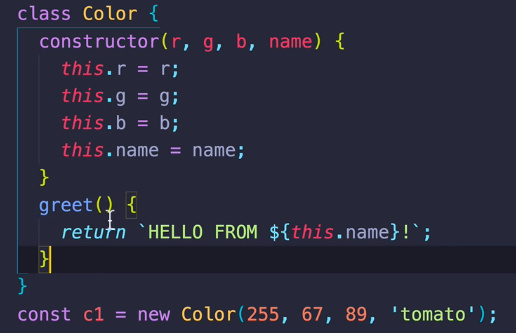 class Color {
  constructor(r, g, b, name) {
    this.r = r;
    this.g = g;
    this.b = b;
    this.name = name;
  }
  greet() {
    return `HELLO FROM ${this.name}!`;
  }
}
const c1 = new Color(255, 67, 89, 'tomato');